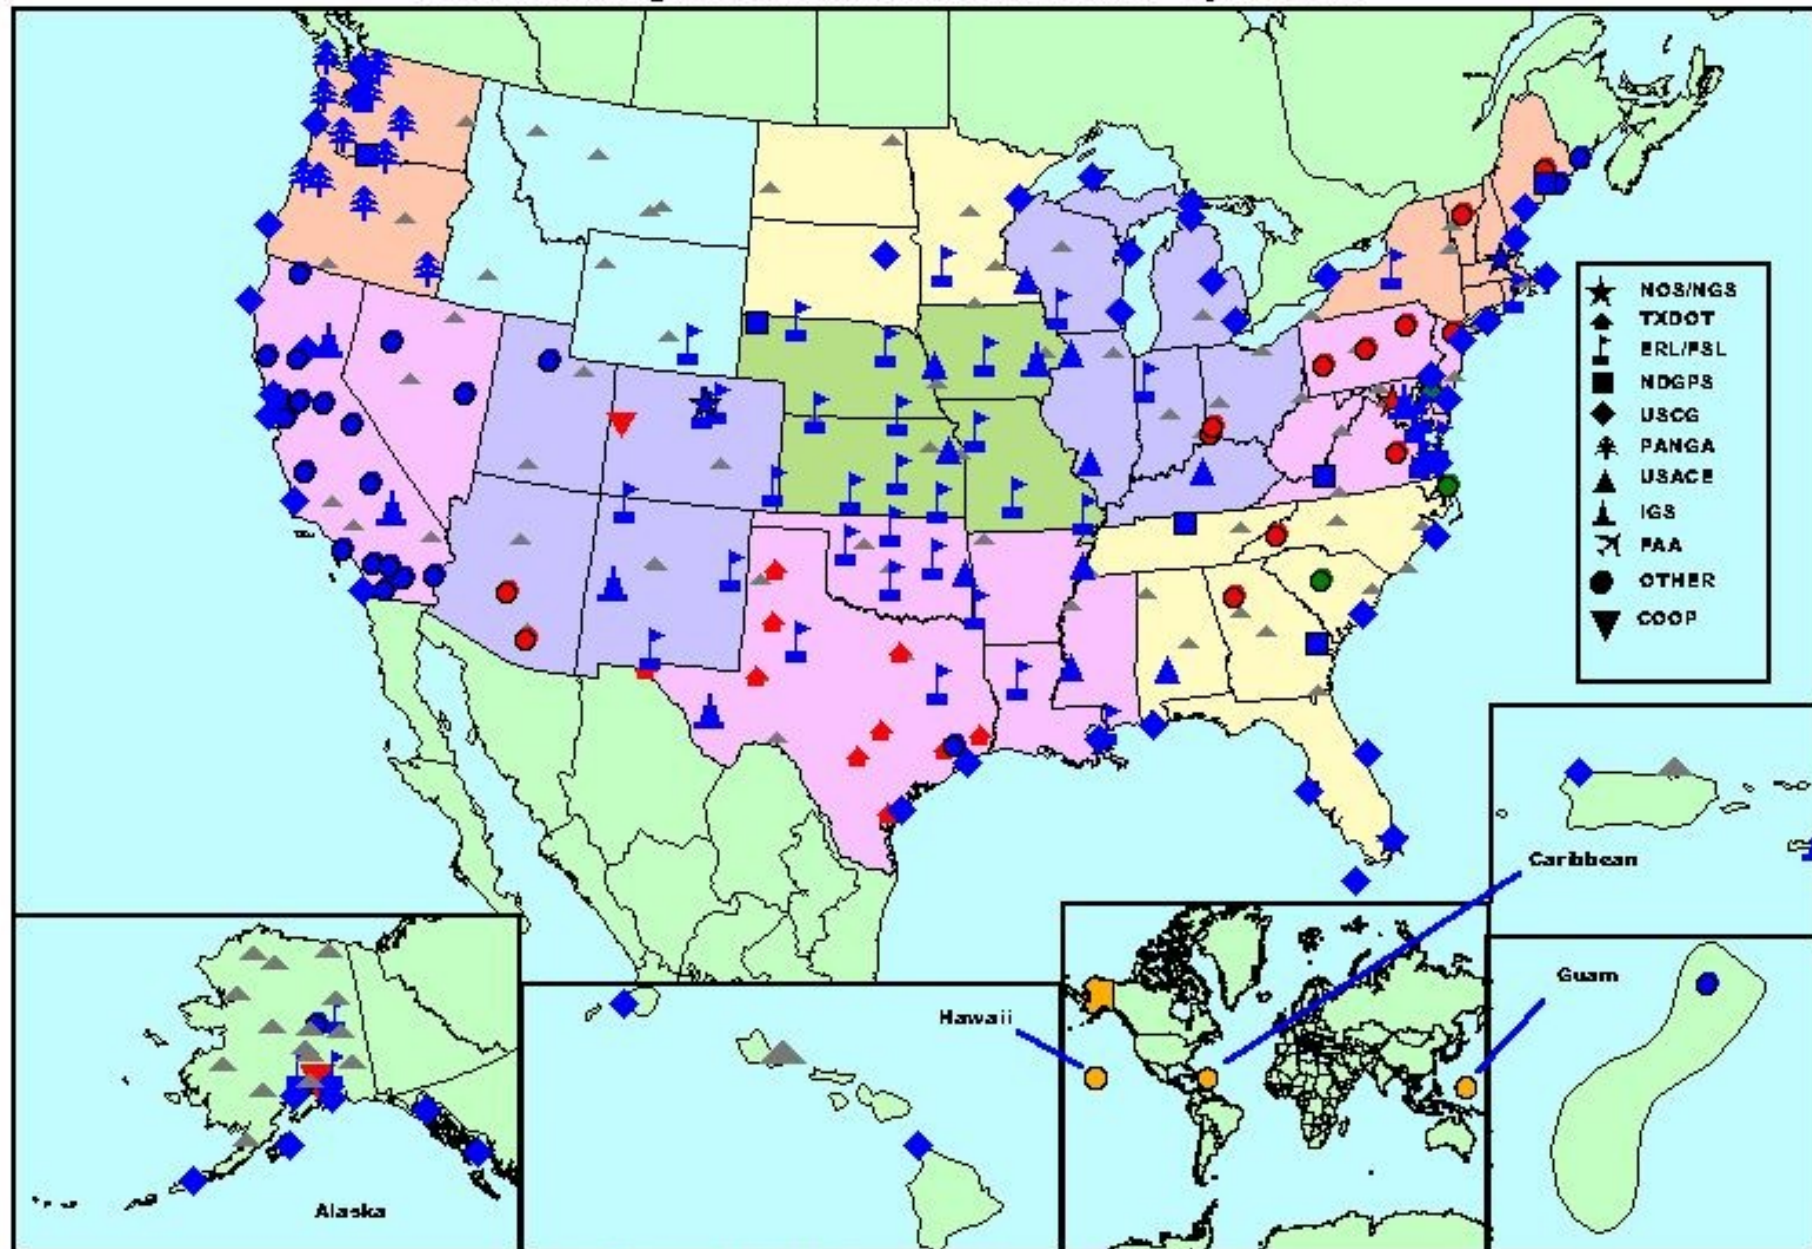 NOS/NGS
TXDOT
ERL/FSL
NDGPS
USCG
PANGA
USACE
IGS
FAA
OTHER
COOP
Caribbean
Guam
Hawaii
Alaska